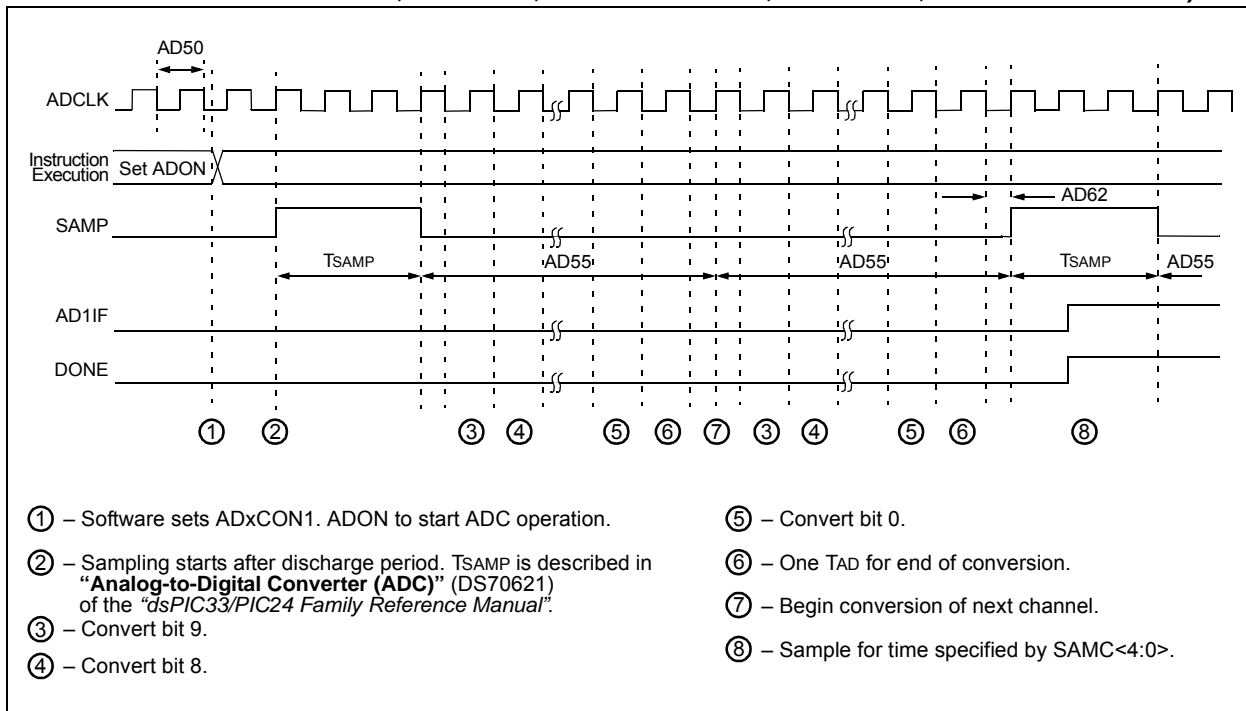 AD50
ADCLK
Instruction
Execution
Set ADON
SAMP
AD62
TSAMP
AD55
AD55
TSAMP
AD55
AD1IF
DONE
1 2 3 4 5 6 7 3 4 5 6 8
1 – Software sets ADxCON1. ADON to start ADC operation.
2 – Sampling starts after discharge period. TSAMP is described in
“Analog-to-Digital Converter (ADC)” (DS70621)
of the “dsPIC33/PIC24 Family Reference Manual”.
3 – Convert bit 9.
4 – Convert bit 8.
5 – Convert bit 0.
6 – One TAD for end of conversion.
7 – Begin conversion of next channel.
8 – Sample for time specified by SAMC<4:0>.